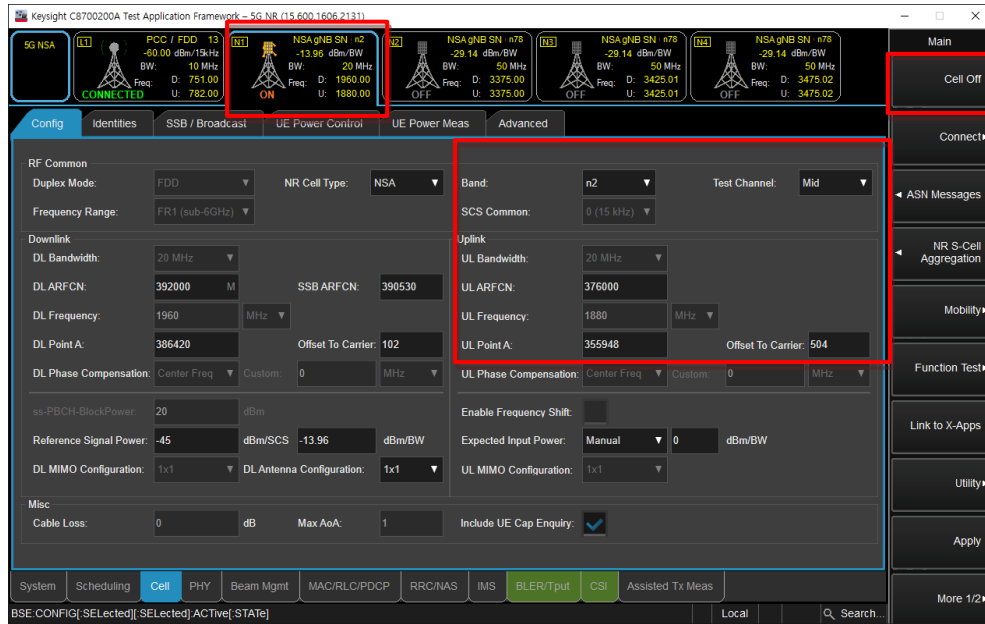 Keysight C8700200A Test Application Framework – 5G NR (15.600.1606.2131)
5G NSA
L1 PCC / FDD 13
-60.00 dBm/15kHz
BW: 10 MHz
Freq: D: 751.00
CONNECTED U: 782.00
N1 NSA gNB SN · n2
-13.96 dBm/BW
BW: 20 MHz
Freq: D: 1960.00
ON U: 1880.00
N2 NSA gNB SN · n78
-29.14 dBm/BW
BW: 50 MHz
Freq: D: 3375.00
OFF U: 3375.00
N3 NSA gNB SN · n78
-29.14 dBm/BW
BW: 50 MHz
Freq: D: 3425.01
OFF U: 3425.01
N4 NSA gNB SN · n78
-29.14 dBm/BW
BW: 50 MHz
Freq: D: 3475.02
OFF U: 3475.02
Config Identities SSB / Broadcast UE Power Control UE Power Meas Advanced
RF Common
Duplex Mode: FDD NR Cell Type: NSA Band: n2 Test Channel: Mid
Frequency Range: FR1 (sub-6GHz) SCS Common: 0 (15 kHz)
Downlink
DL Bandwidth: 20 MHz
DL ARFCN: 392000 M SSB ARFCN: 390530
DL Frequency: 1960 MHz
DL Point A: 386420 Offset To Carrier: 102
DL Phase Compensation: Center Freq Custom: 0 MHz
ss-PBCH-BlockPower: 20 dBm
Reference Signal Power: -45 dBm/SCS -13.96 dBm/BW
DL MIMO Configuration: 1x1 DL Antenna Configuration: 1x1
Uplink
UL Bandwidth: 20 MHz
UL ARFCN: 376000
UL Frequency: 1880 MHz
UL Point A: 355948 Offset To Carrier: 504
UL Phase Compensation: Center Freq Custom: 0 MHz
Enable Frequency Shift:
Expected Input Power: Manual 0 dBm/BW
UL MIMO Configuration: 1x1
Misc
Cable Loss: 0 dB Max AoA: 1 Include UE Cap Enquiry:
System Scheduling Cell PHY Beam Mgmt MAC/RLC/PDCP RRC/NAS IMS BLER/Tput CSI Assisted Tx Meas
BSE:CONFIG[:SELected][:SELected]:ACTive[:STATe] Local Search...
Main
Cell Off
Connect
ASN Messages
NR S-Cell
Aggregation
Mobility
Function Test
Link to X-Apps
Utility
Apply
More 1/2